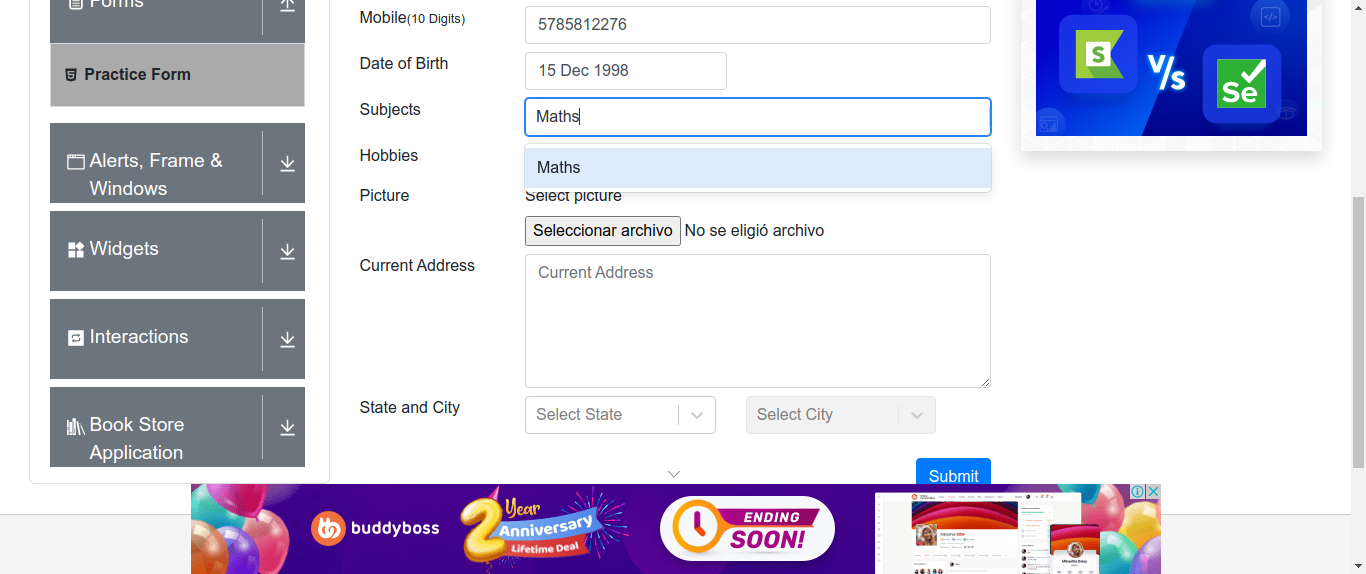 Forms
Practice Form
Alerts, Frame &
Windows
Widgets
Interactions
Book Store
Application
Mobile(10 Digits)
5785812276
Date of Birth
15 Dec 1998
Subjects
Maths
Hobbies
Maths
Picture
Select picture
Seleccionar archivo No se eligió archivo
Current Address
Current Address
State and City
Select State
Select City
Submit
S
V/s
Se
buddyboss
2 Year
Anniversary
Lifetime Deal
ENDING
SOON!